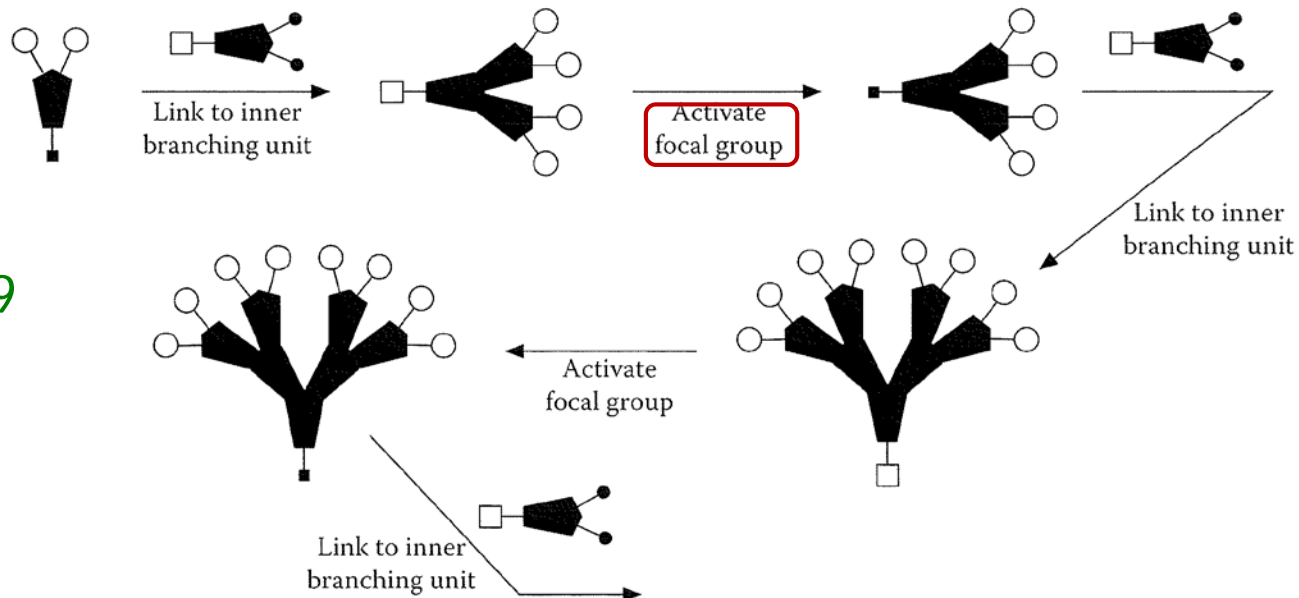 Link to inner
branching unit
Activate
focal group
Link to inner
branching unit
9
Activate
focal group
Link to inner
branching unit